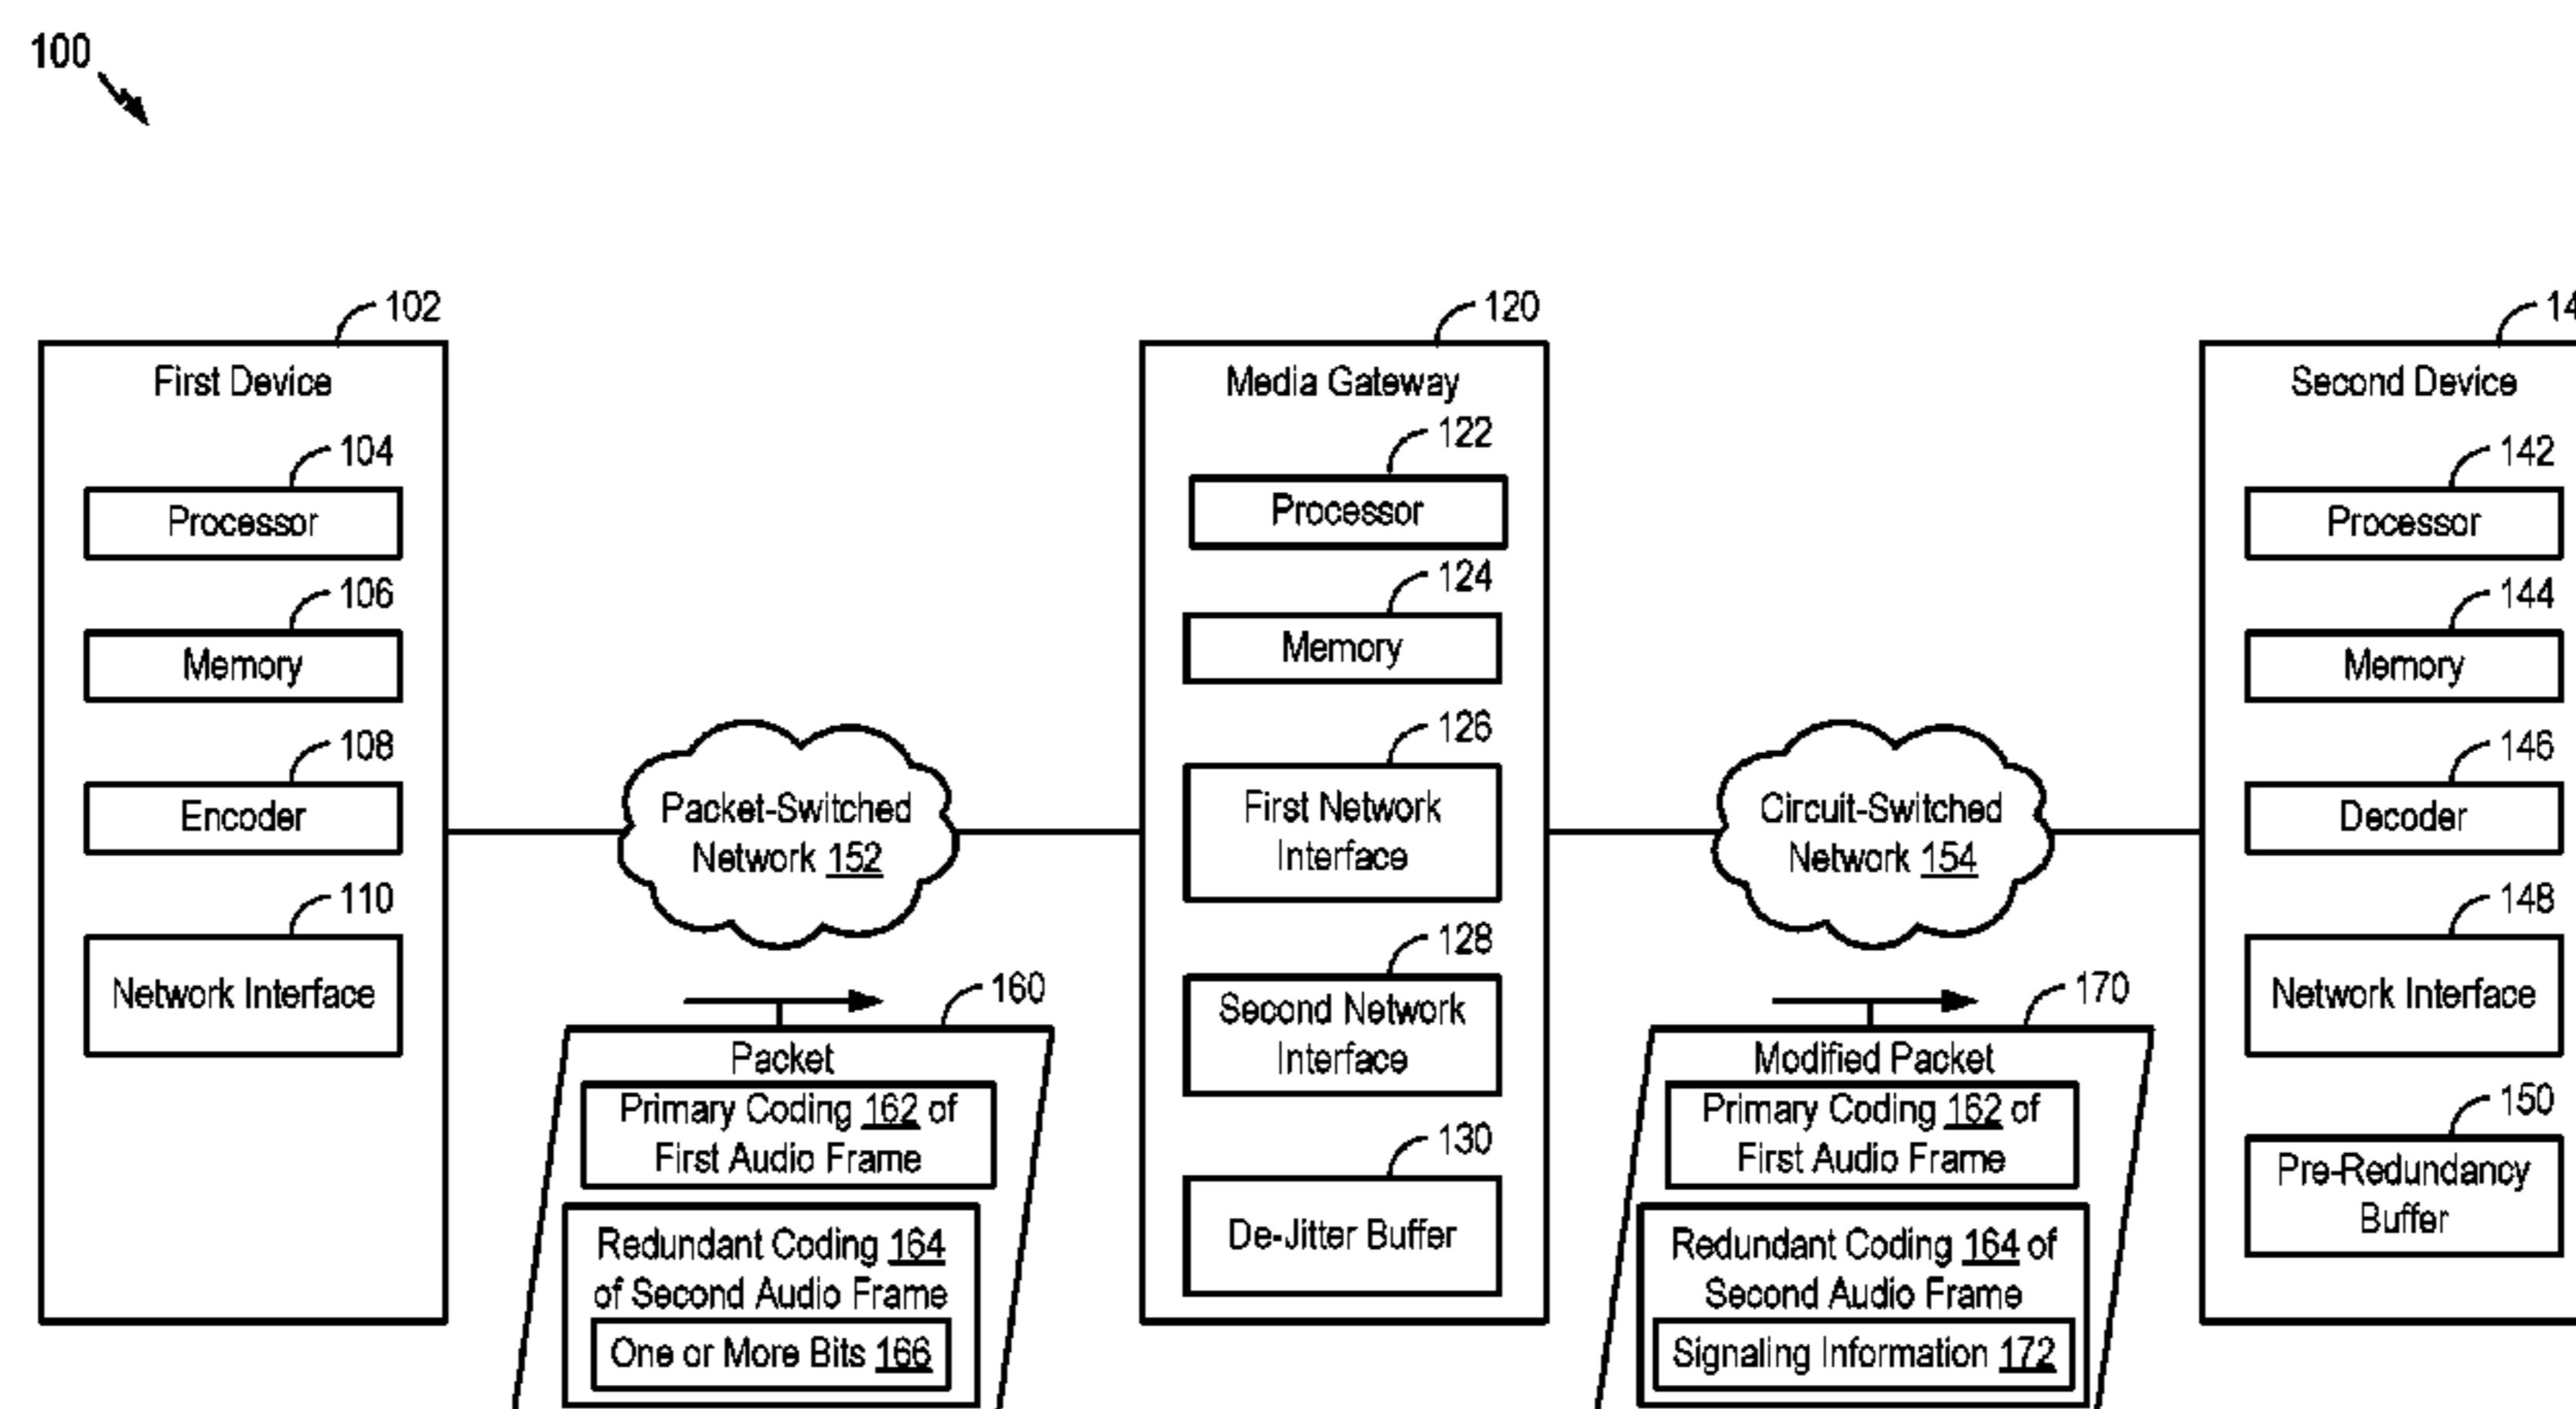 100
102
First Device
104
Processor
106
Memory
108
Encoder
110
Network Interface
Packet-Switched
Network 152
160
Packet
Primary Coding 162 of
First Audio Frame
Redundant Coding 164
of Second Audio Frame
One or More Bits 166
120
Media Gateway
122
Processor
124
Memory
126
First Network
Interface
128
Second Network
Interface
130
De-Jitter Buffer
Circuit-Switched
Network 154
170
Modified Packet
Primary Coding 162 of
First Audio Frame
Redundant Coding 164 of
Second Audio Frame
Signaling Information 172
Second Device
142
Processor
144
Memory
146
Decoder
148
Network Interface
150
Pre-Redundancy
Buffer